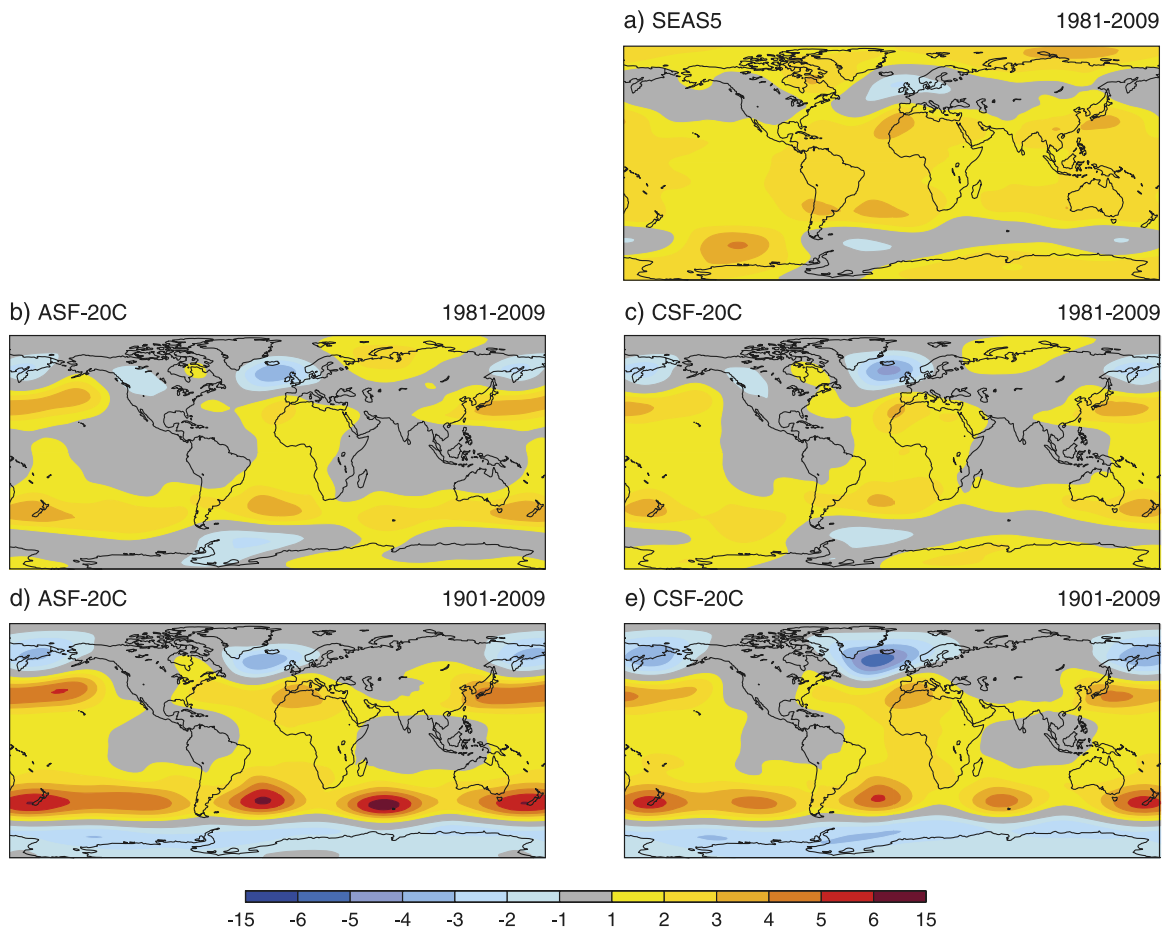 a) SEAS5 1981-2009
b) ASF-20C 1981-2009
c) CSF-20C 1981-2009
d) ASF-20C 1901-2009
e) CSF-20C 1901-2009
-15 -6 -5 -4 -3 -2 -1 1 2 3 4 5 6 15